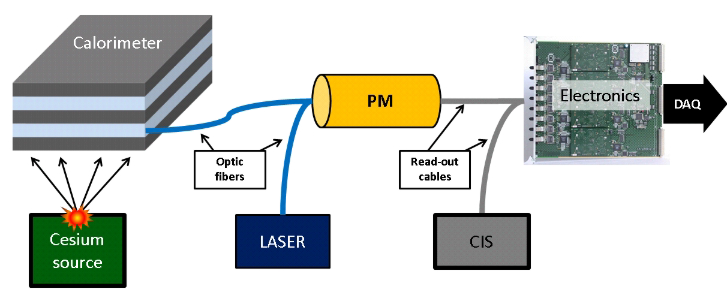 Calorimeter
PM
Electronics
DAQ
Optic
fibers
Read-out
cables
Cesium
source
LASER
CIS